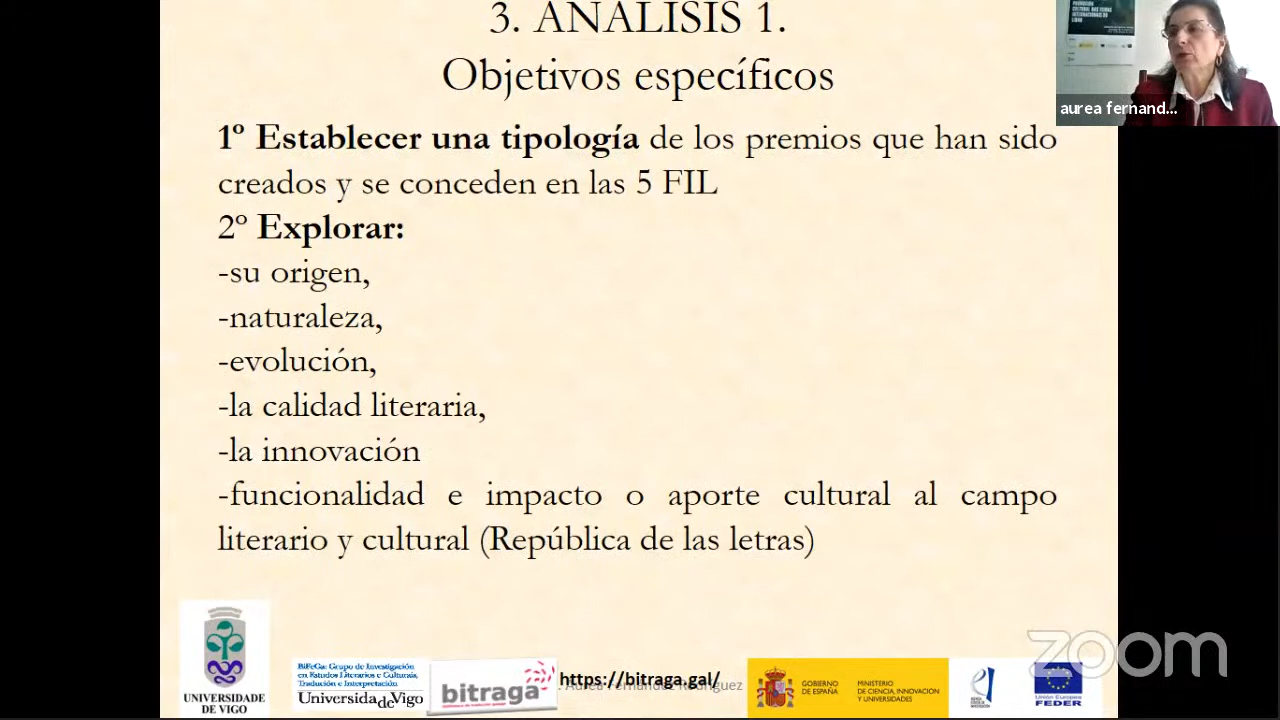 3. ANÁLISIS 1.
Objetivos específicos
1º Establecer una tipología de los premios que han sido
creados y se conceden en las 5 FIL
2º Explorar:
-su origen,
-naturaleza,
-evolución,
-la calidad literaria,
-la innovación
-funcionalidad e impacto o aporte cultural al campo
literario y cultural (República de las letras)
aurea fernand...
UNIVERSIDADE
DE VIGO
BiFeGa: Grupo de Investigación
en Estudios Literarios e Culturais,
Tradución e Interpretación
UniversidadeVigo
bitraga
https://bitraga.gal/
GOBIERNO
DE ESPAÑA
MINISTERIO
DE CIENCIA, INNOVACIÓN
Y UNIVERSIDADES
Unión Europea
FEDER
zoom